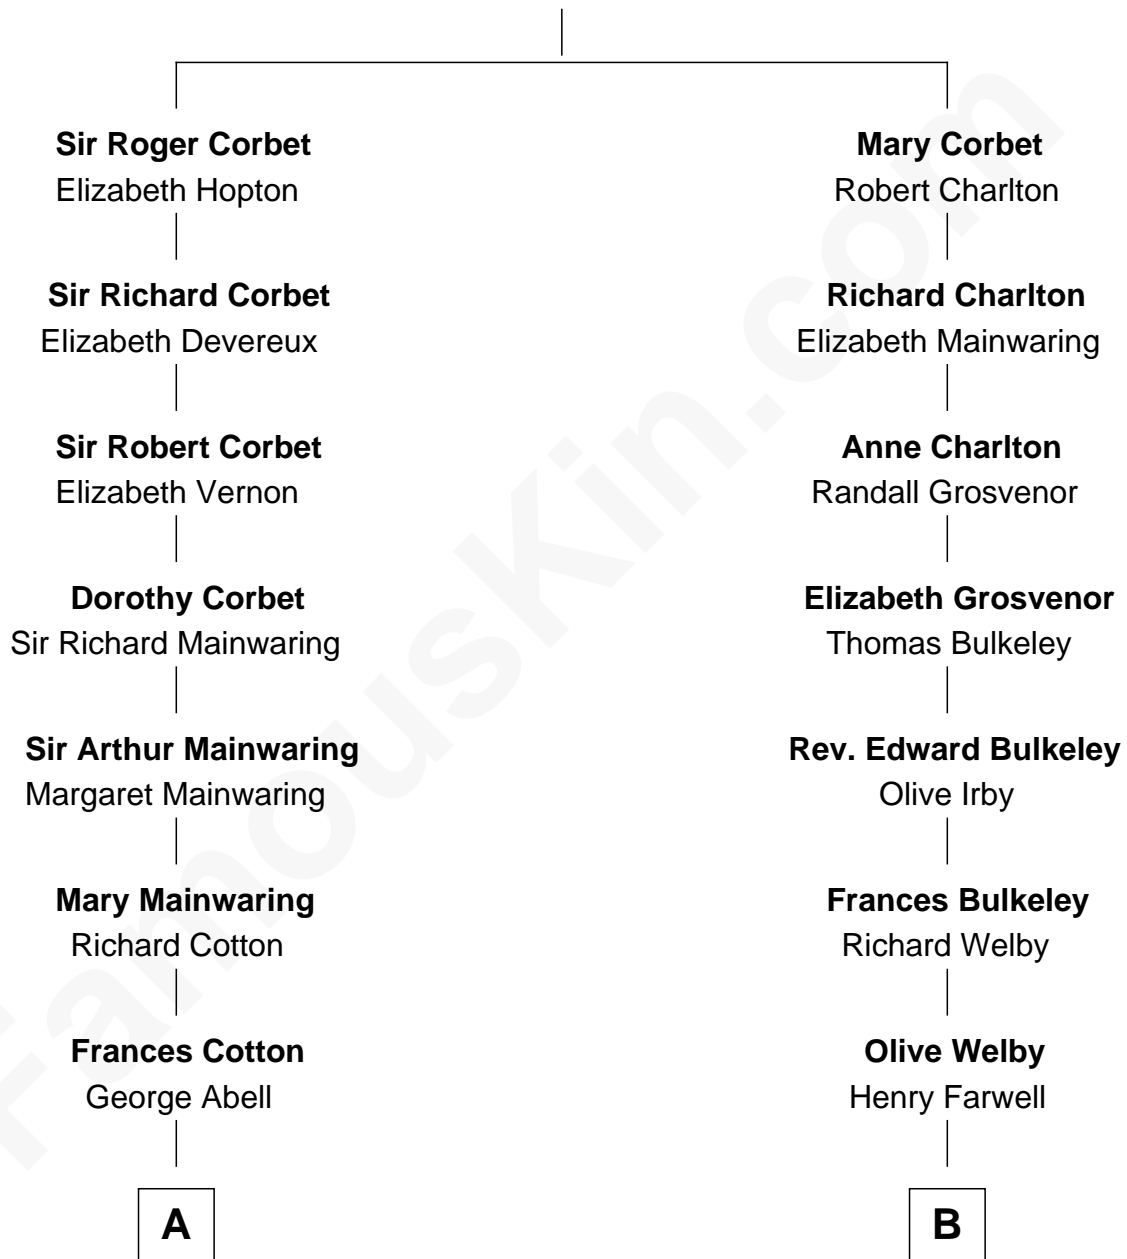 Sir Roger Corbet
Elizabeth Hopton
Sir Richard Corbet
Elizabeth Devereux
Sir Robert Corbet
Elizabeth Vernon
Dorothy Corbet
Sir Richard Mainwaring
Sir Arthur Mainwaring
Margaret Mainwaring
Mary Mainwaring
Richard Cotton
Frances Cotton
George Abell
A
Mary Corbet
Robert Charlton
Richard Charlton
Elizabeth Mainwaring
Anne Charlton
Randall Grosvenor
Elizabeth Grosvenor
Thomas Bulkeley
Rev. Edward Bulkeley
Olive Irby
Frances Bulkeley
Richard Welby
Olive Welby
Henry Farwell
B
FamousKin.com